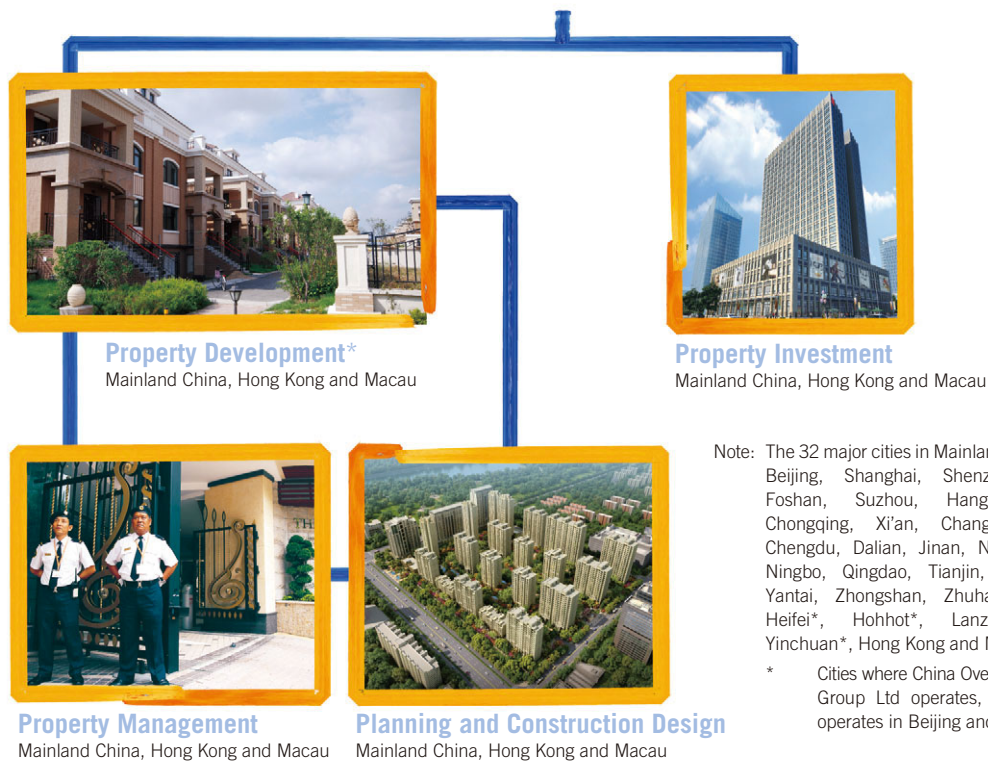 Property Development*
Mainland China, Hong Kong and Macau
Property Investment
Mainland China, Hong Kong and Macau
Property Management
Mainland China, Hong Kong and Macau
Planning and Construction Design
Mainland China, Hong Kong and Macau
Note: The 32 major cities in Mainlan
Beijing, Shanghai, Shenz
Foshan, Suzhou, Hang
Chongqing, Xi'an, Chang
Chengdu, Dalian, Jinan, N
Ningbo, Qingdao, Tianjin,
Yantai, Zhongshan, Zhuha
Heifei*, Hohhot*, Lanz
Yinchuan*, Hong Kong and M
* Cities where China Ove
Group Ltd operates,
operates in Beijing and
TH